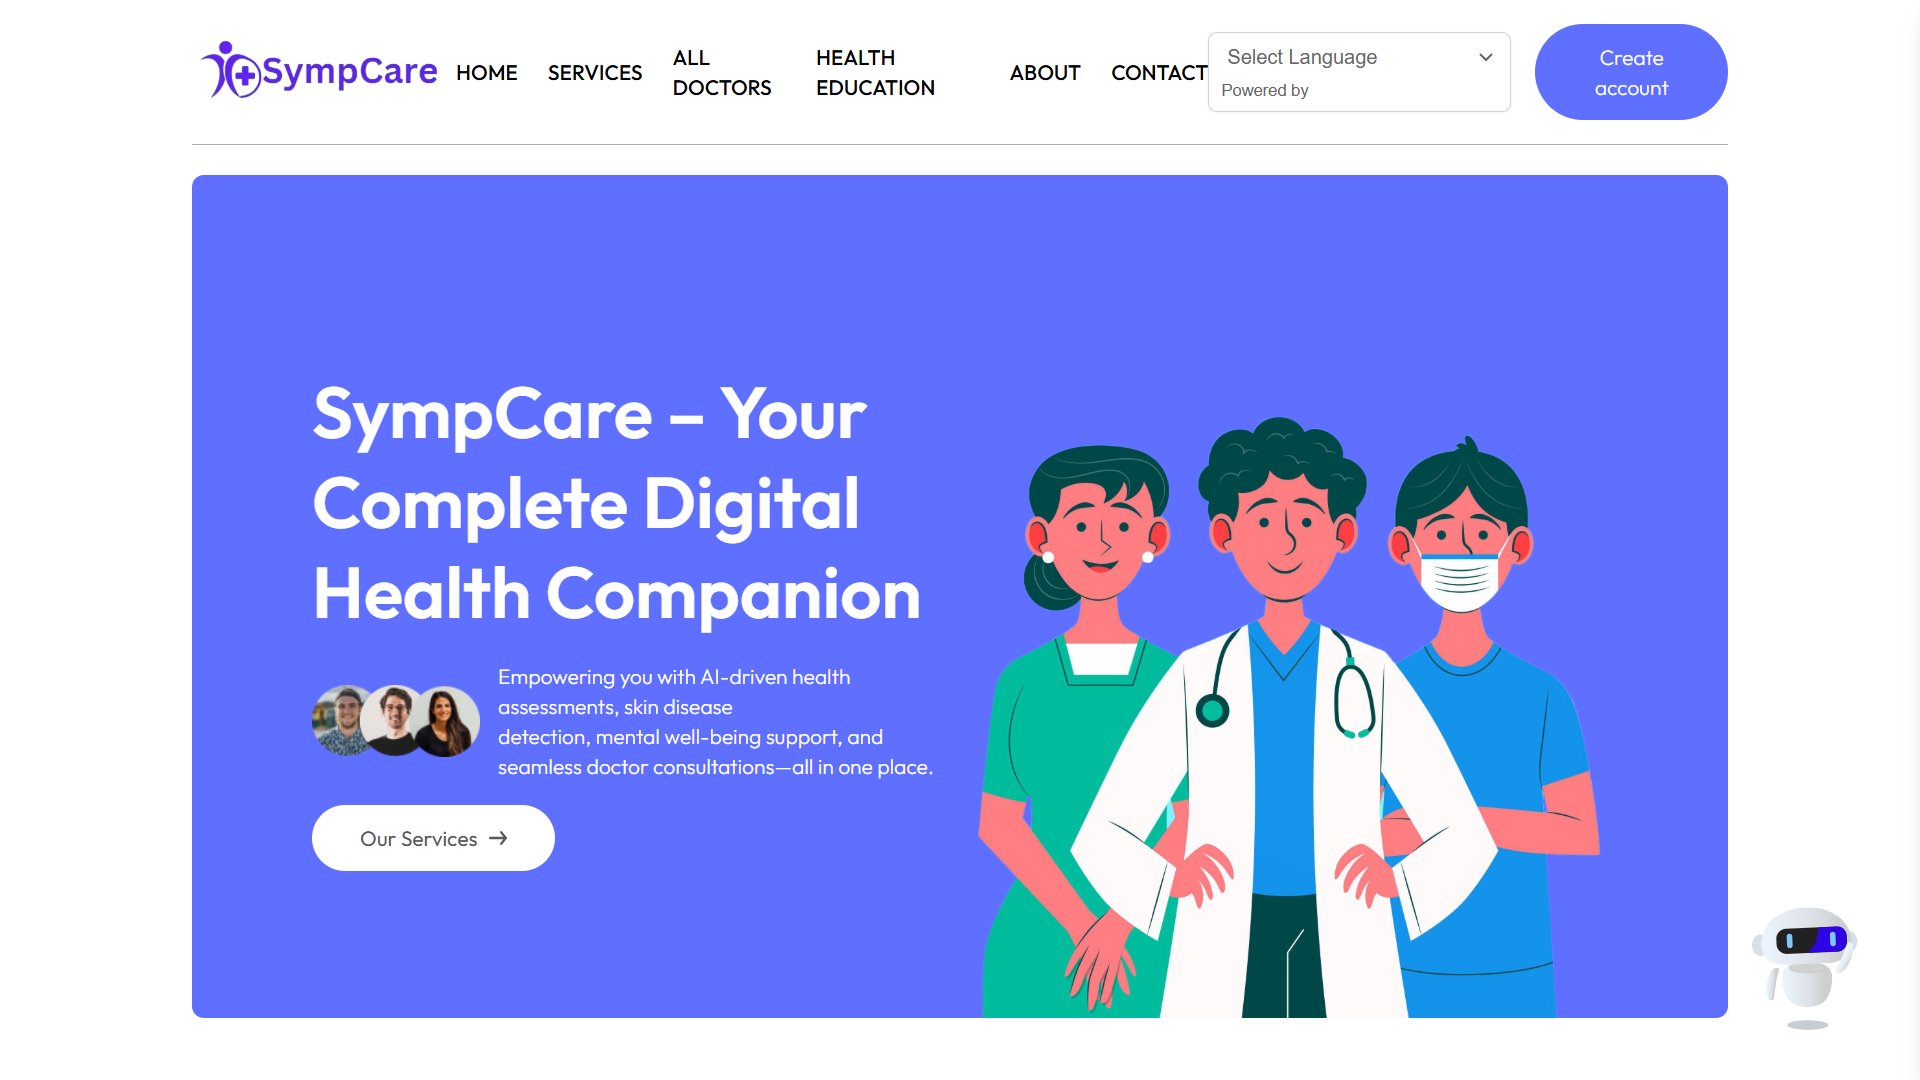 SympCare
HOME
SERVICES
ALL
DOCTORS
HEALTH
EDUCATION
ABOUT
CONTACT
Select Language
Powered by
Create
account
SympCare – Your
Complete Digital
Health Companion
Empowering you with AI-driven health
assessments, skin disease
detection, mental well-being support, and
seamless doctor consultations—all in one place.
Our Services